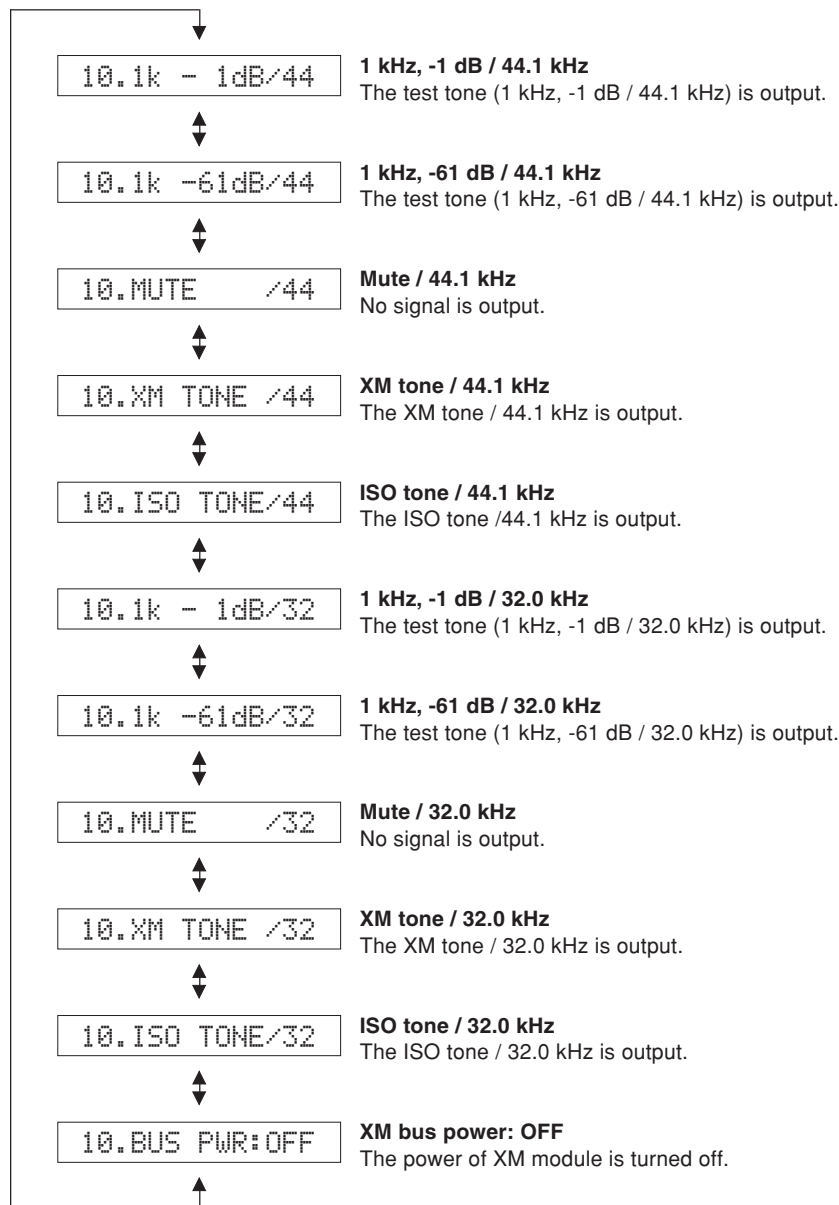 10.1k - 1dB/44
1 kHz, -1 dB / 44.1 kHz
The test tone (1 kHz, -1 dB / 44.1 kHz) is output.
10.1k -61dB/44
1 kHz, -61 dB / 44.1 kHz
The test tone (1 kHz, -61 dB / 44.1 kHz) is output.
10.MUTE /44
Mute / 44.1 kHz
No signal is output.
10.XM TONE /44
XM tone / 44.1 kHz
The XM tone / 44.1 kHz is output.
10.ISO TONE/44
ISO tone / 44.1 kHz
The ISO tone /44.1 kHz is output.
10.1k - 1dB/32
1 kHz, -1 dB / 32.0 kHz
The test tone (1 kHz, -1 dB / 32.0 kHz) is output.
10.1k -61dB/32
1 kHz, -61 dB / 32.0 kHz
The test tone (1 kHz, -61 dB / 32.0 kHz) is output.
10.MUTE /32
Mute / 32.0 kHz
No signal is output.
10.XM TONE /32
XM tone / 32.0 kHz
The XM tone / 32.0 kHz is output.
10.ISO TONE/32
ISO tone / 32.0 kHz
The ISO tone / 32.0 kHz is output.
10.BUS PWR:OFF
XM bus power: OFF
The power of XM module is turned off.